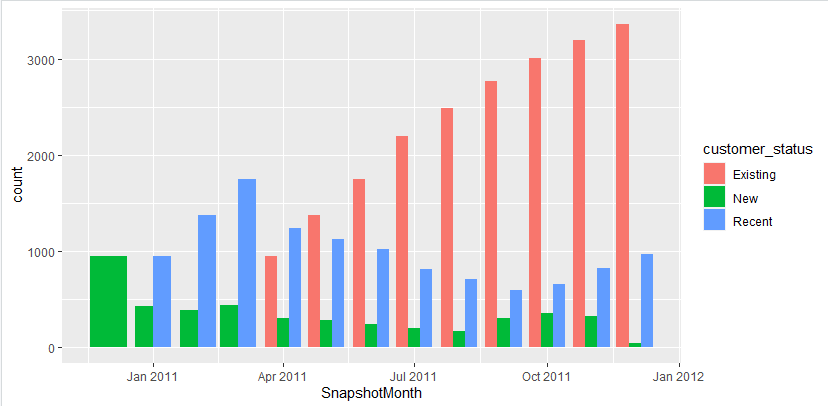 3000
2000
1000
0
count
Jan 2011
Apr 2011
Jul 2011
Oct 2011
Jan 2012
SnapshotMonth
customer_status
Existing
New
Recent